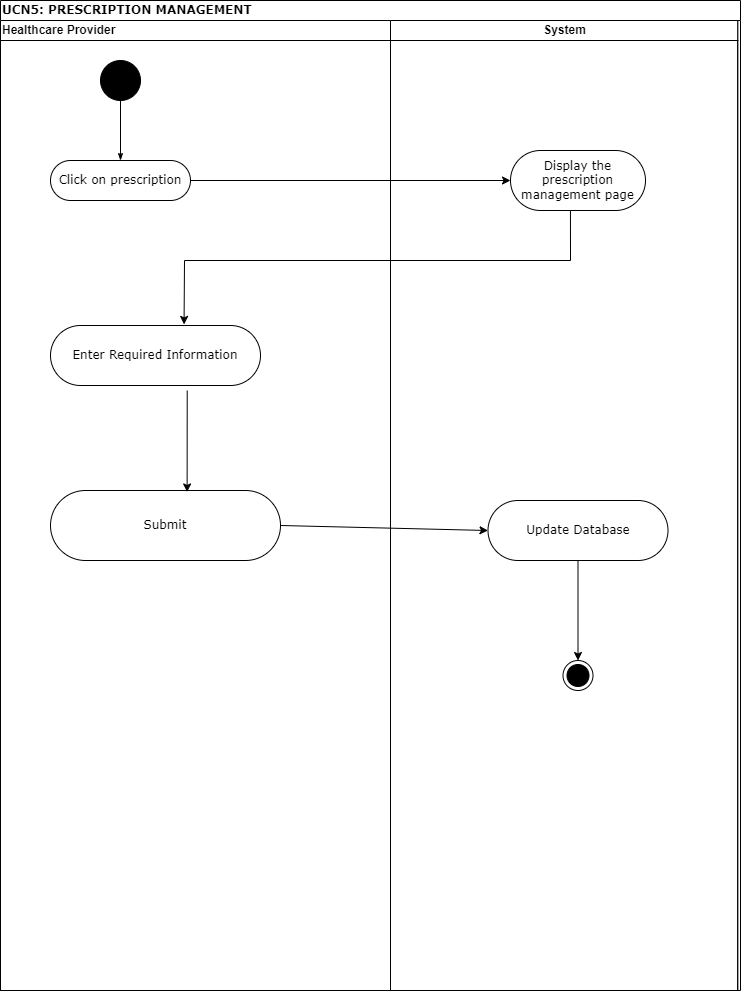 UCN5: PRESCRIPTION MANAGEMENT
Healthcare Provider
System
Click on prescription
Display the
prescription
management page
Enter Required Information
Submit
Update Database